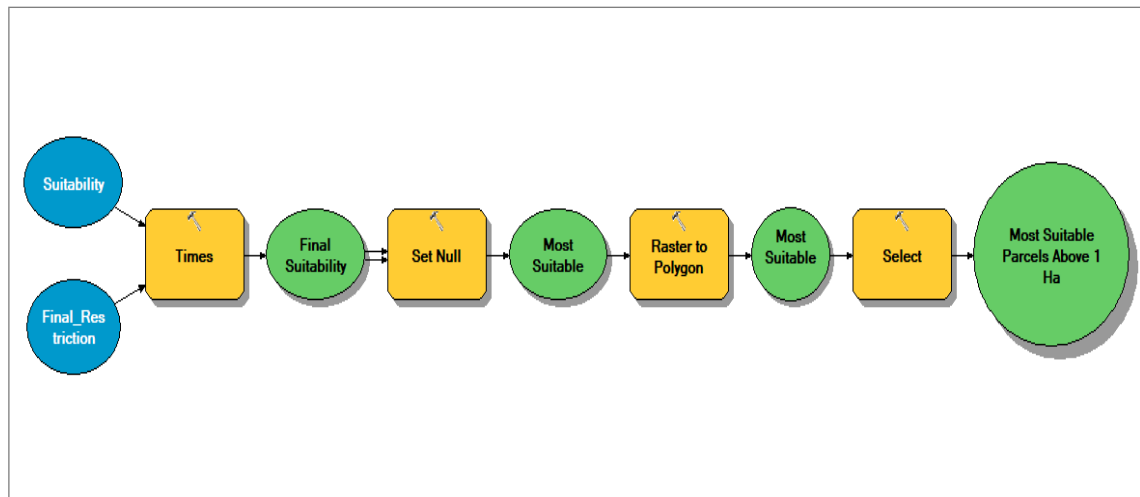 Suitability
Final_Res
triction
Times
Final
Suitability
Set Null
Most
Suitable
Raster to
Polygon
Most
Suitable
Select
Most Suitable
Parcels Above 1
Ha